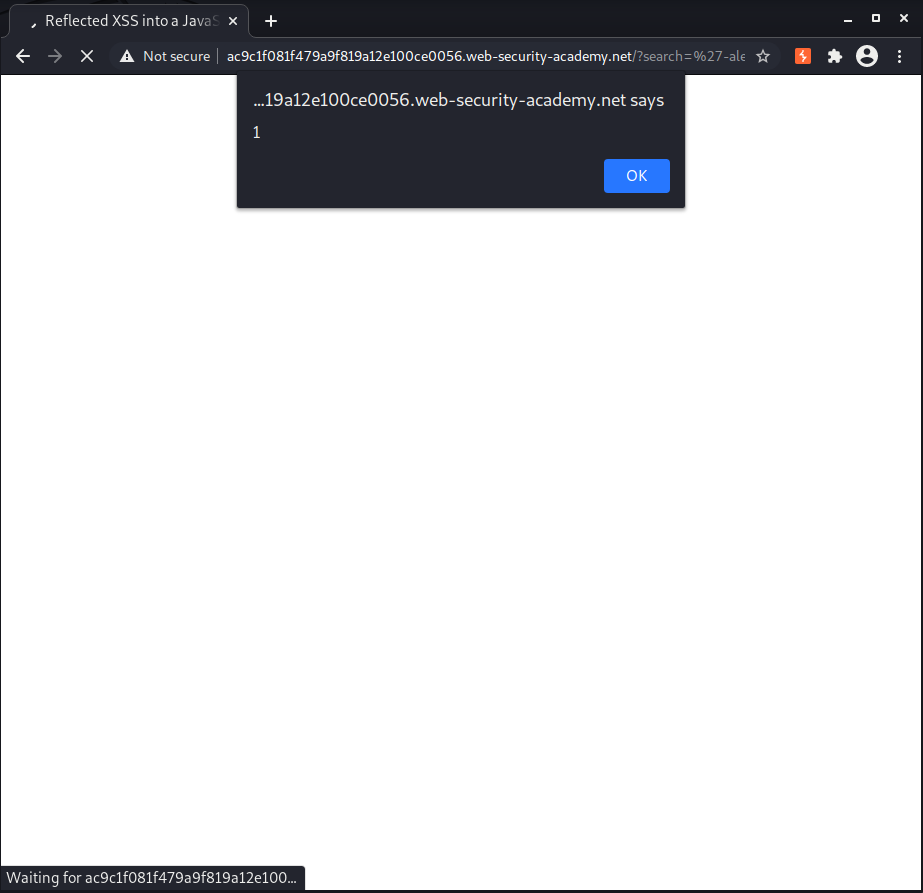 Reflected XSS into a JavaS
Not secure
ac9c1f081f479a9f819a12e100ce0056.web-security-academy.net/?search=%27-ale
...19a12e100ce0056.web-security-academy.net says
1
OK
Waiting for ac9c1f081f479a9f819a12e100...